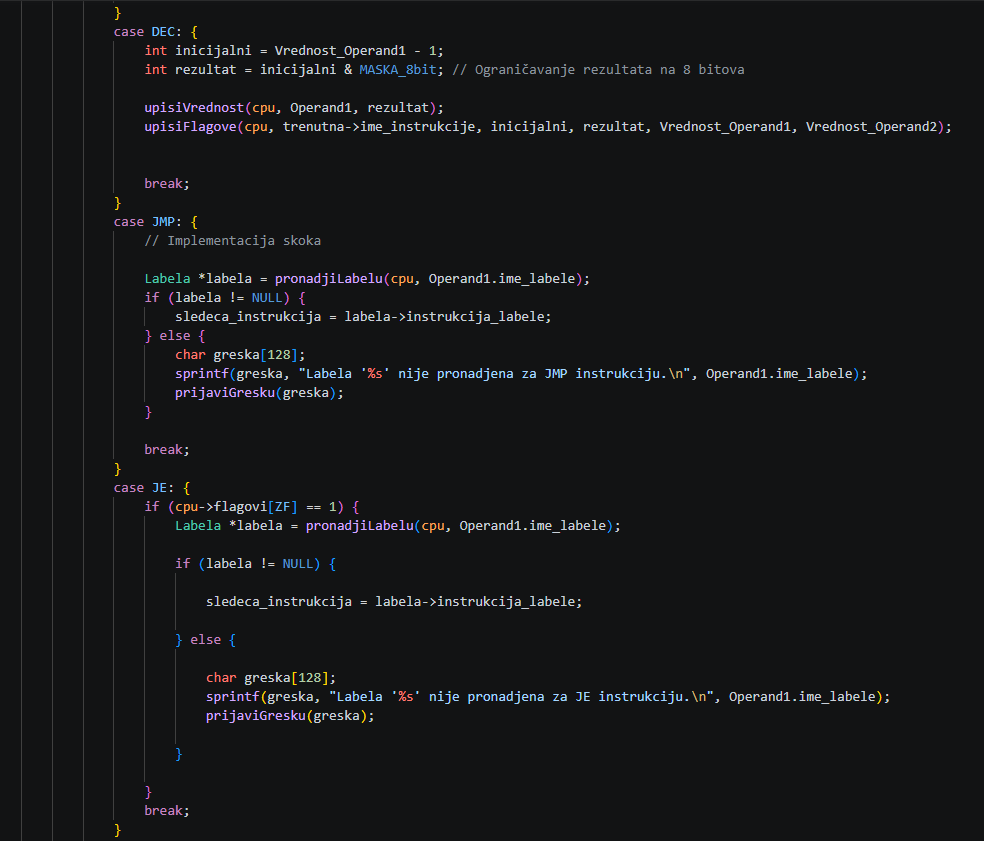 }
case DEC: {
int inicijalni = Vrednost_Operand1 - 1;
int rezultat = inicijalni & MASKA_8bit; // Ograničavanje rezultata na 8 bitova
upisiVrednost(cpu, Operand1, rezultat);
upisiFlagove(cpu, trenutna->ime_instrukcije, inicijalni, rezultat, Vrednost_Operand1, Vrednost_Operand2);
break;
}
case JMP: {
// Implementacija skoka
Labela *labela = pronadjiLabelu(cpu, Operand1.ime_labele);
if (labela != NULL) {
sledeca_instrukcija = labela->instrukcija_labele;
} else {
char greska[128];
sprintf(greska, "Labela '%s' nije pronadjena za JMP instrukciju.\n", Operand1.ime_labele);
prijaviGresku(greska);
}
break;
}
case JE: {
if (cpu->flagovi[ZF] == 1) {
Labela *labela = pronadjiLabelu(cpu, Operand1.ime_labele);
if (labela != NULL) {
sledeca_instrukcija = labela->instrukcija_labele;
} else {
char greska[128];
sprintf(greska, "Labela '%s' nije pronadjena za JE instrukciju.\n", Operand1.ime_labele);
prijaviGresku(greska);
}
}
break;
}